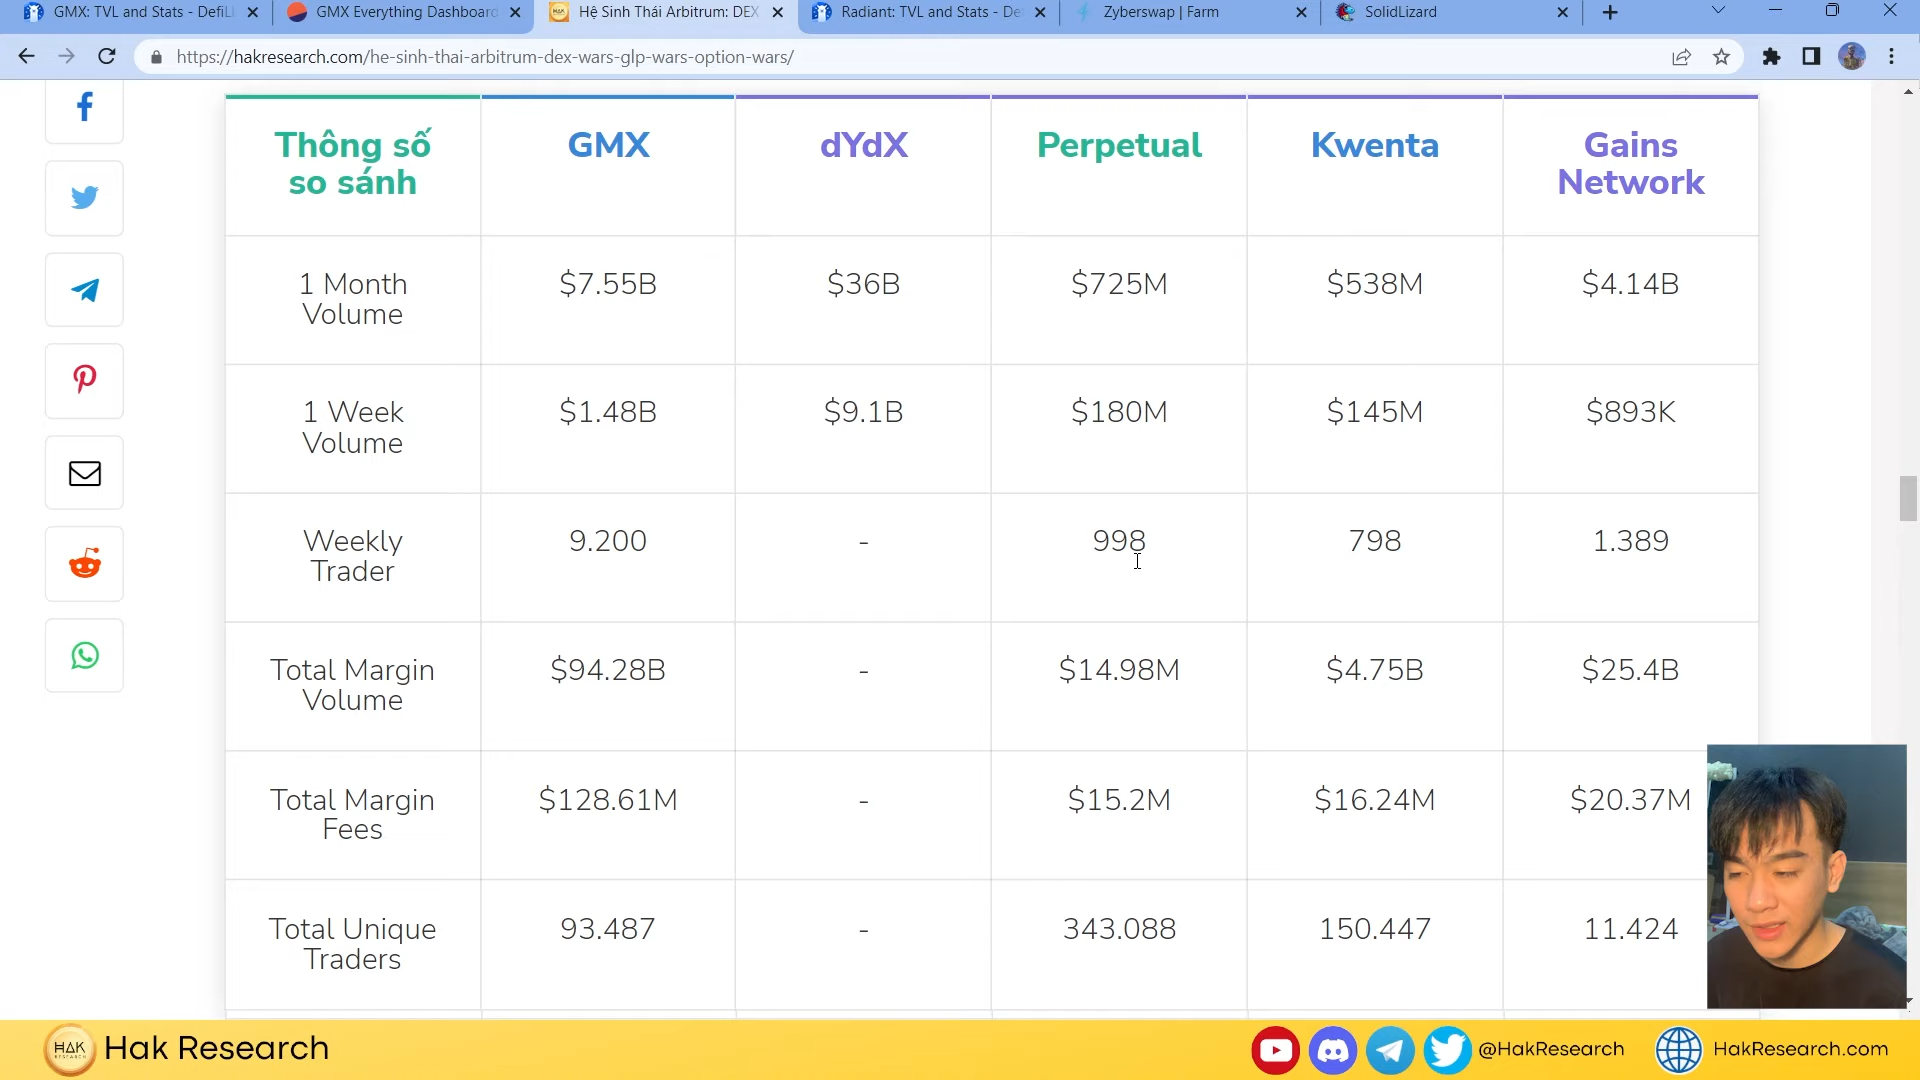 GMX: TVL and Stats - DefiLl
GMX Everything Dashboard
Hệ Sinh Thái Arbitrum: DEX
Radiant: TVL and Stats - De
Zyberswap | Farm
SolidLizard
https://hakresearch.com/he-sinh-thai-arbitrum-dex-wars-glp-wars-option-wars/
Thông số
so sánh
GMX
dYdX
Perpetual
Kwenta
Gains
Network
1 Month
Volume
$7.55B
$36B
$725M
$538M
$4.14B
1 Week
Volume
$1.48B
$9.1B
$180M
$145M
$893K
Weekly
Trader
9.200
-
998
798
1.389
Total Margin
Volume
$94.28B
-
$14.98M
$4.75B
$25.4B
Total Margin
Fees
$128.61M
-
$15.2M
$16.24M
$20.37M
Total Unique
Traders
93.487
-
343.088
150.447
11.424
HAK
RESEARCH
Hak Research
@HakResearch
HakResearch.com